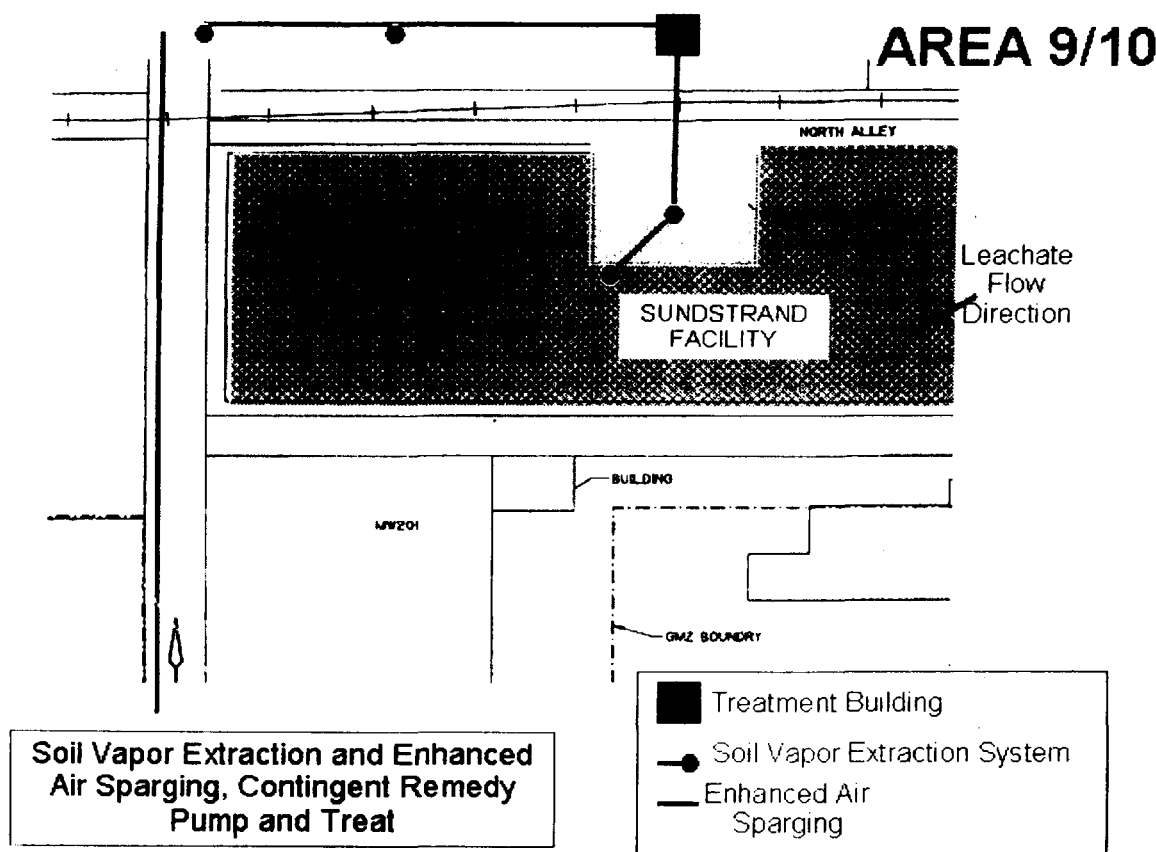 AREA 9/10
NORTH ALLEY
Leachate
Flow
Direction
SUNDSTRAND
FACILITY
BUILDING
MW201
GMZ BOUNDRY
Treatment Building
Soil Vapor Extraction System
Enhanced Air
Sparging
Soil Vapor Extraction and Enhanced
Air Sparging, Contingent Remedy
Pump and Treat